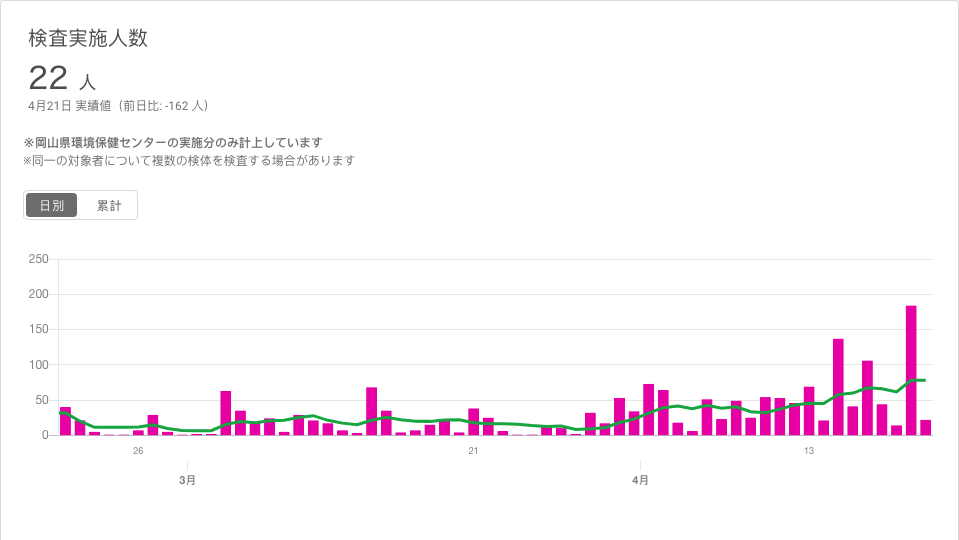 検査実施人数
22 人
4月21日 実績値（前日比: -162 人）
※岡山県環境保健センターの実施分のみ計上しています
※同一の対象者について複数の検体を検査する場合があります
日別 累計
250
200
150
100
50
0
26 21 13
3月 4月